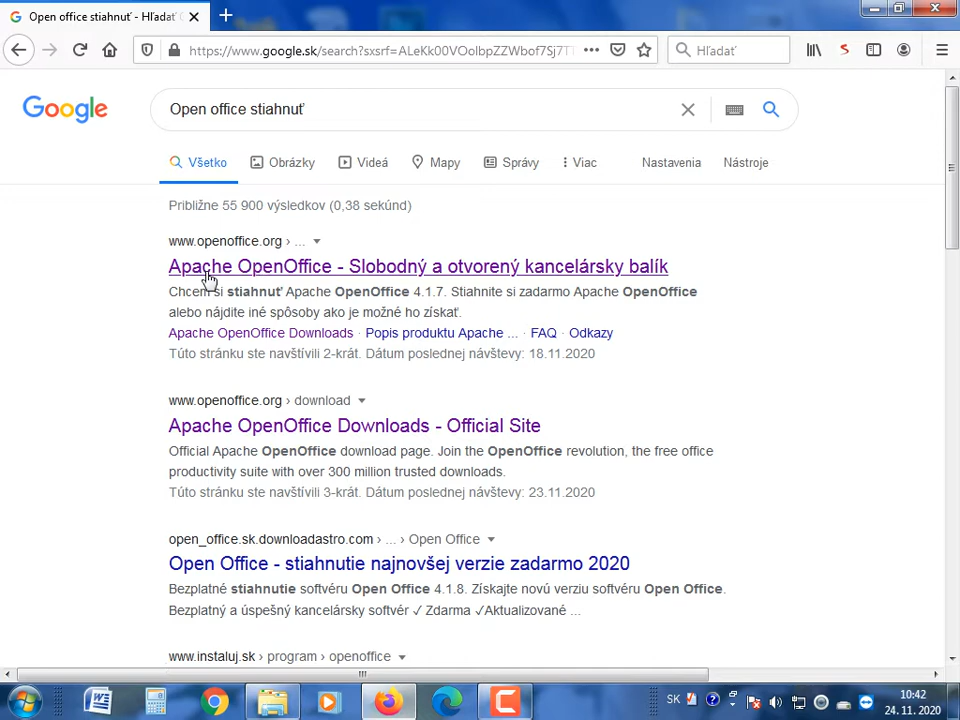 Open office stiahnuť - Hľadať
https://www.google.sk/search?sxsrf=ALeKk00VOolbpZZWbof7Sj7T
Hľadať
Google
Open office stiahnuť
Všetko
Obrázky
Videá
Mapy
Správy
Viac
Nastavenia
Nástroje
Približne 55 900 výsledkov (0,38 sekúnd)
www.openoffice.org › ...
Apache OpenOffice - Slobodný a otvorený kancelársky balík
Chcem si stiahnuť Apache OpenOffice 4.1.7. Stiahnite si zadarmo Apache OpenOffice
alebo nájdite iné spôsoby ako je možné ho získať.
Apache OpenOffice Downloads · Popis produktu Apache ... · FAQ · Odkazy
Túto stránku ste navštívili 2-krát. Dátum poslednej návštevy: 18.11.2020
www.openoffice.org › download
Apache OpenOffice Downloads - Official Site
Official Apache OpenOffice download page. Join the OpenOffice revolution, the free office
productivity suite with over 300 million trusted downloads.
Túto stránku ste navštívili 3-krát. Dátum poslednej návštevy: 23.11.2020
open_office.sk.downloadastro.com › ... › Open Office
Open Office - stiahnutie najnovšej verzie zadarmo 2020
Bezplatné stiahnutie softvéru Open Office 4.1.8. Získajte novú verziu softvéru Open Office.
Bezplatný a úspešný kancelársky softvér ✓ Zdarma ✓Aktualizované ...
www.instaluj.sk › program › openoffice
SK
10:42
24. 11. 2020